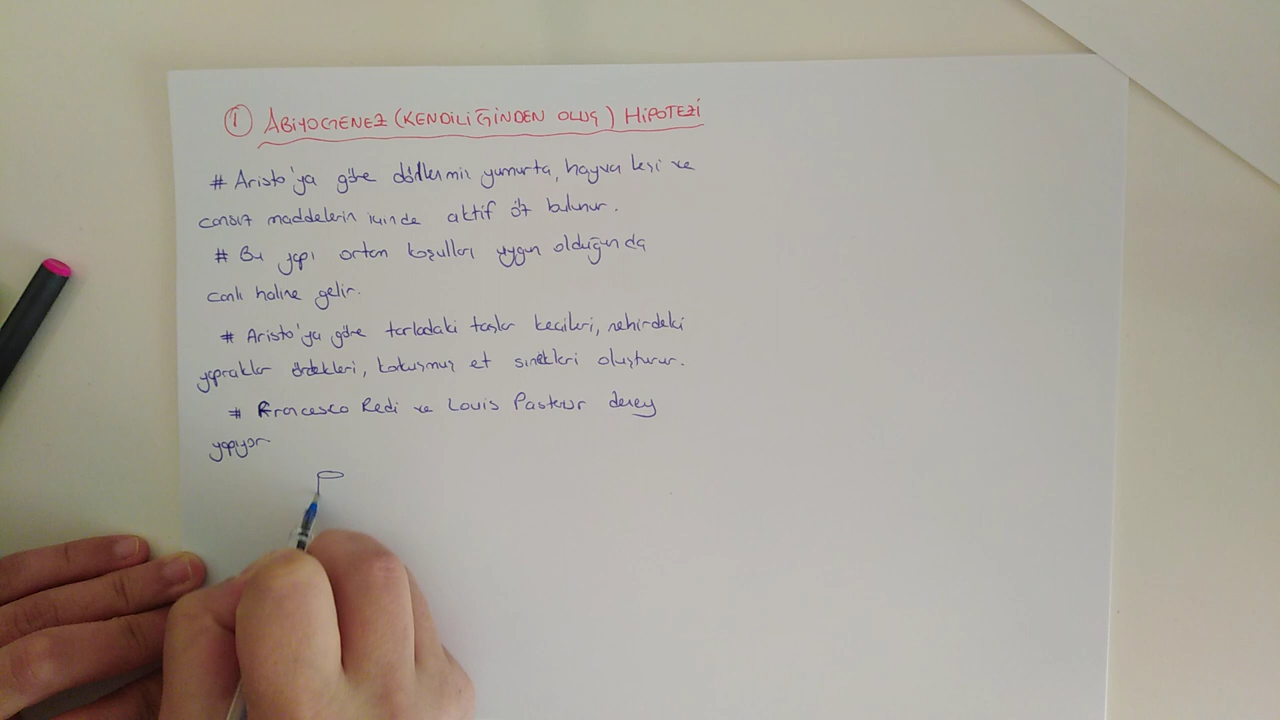 ① ABİYOGENEZ (KENDİLİĞİNDEN OLUŞ) HİPOTEZİ
# Aristo'ya göre döllenmiş yumurta, hayva leşi ve
cansız maddelerin içinde aktif öz bulunur.
# Bu yapı ortam koşulları uygun olduğunda
canlı haline gelir.
# Aristo'ya göre tarladaki taşlar keçileri, nehirdeki
yapraklar ördekleri, kokuşmuş et sinekleri oluşturur.
# Francesco Redi ve Louis Pasteur deney
yapıyor